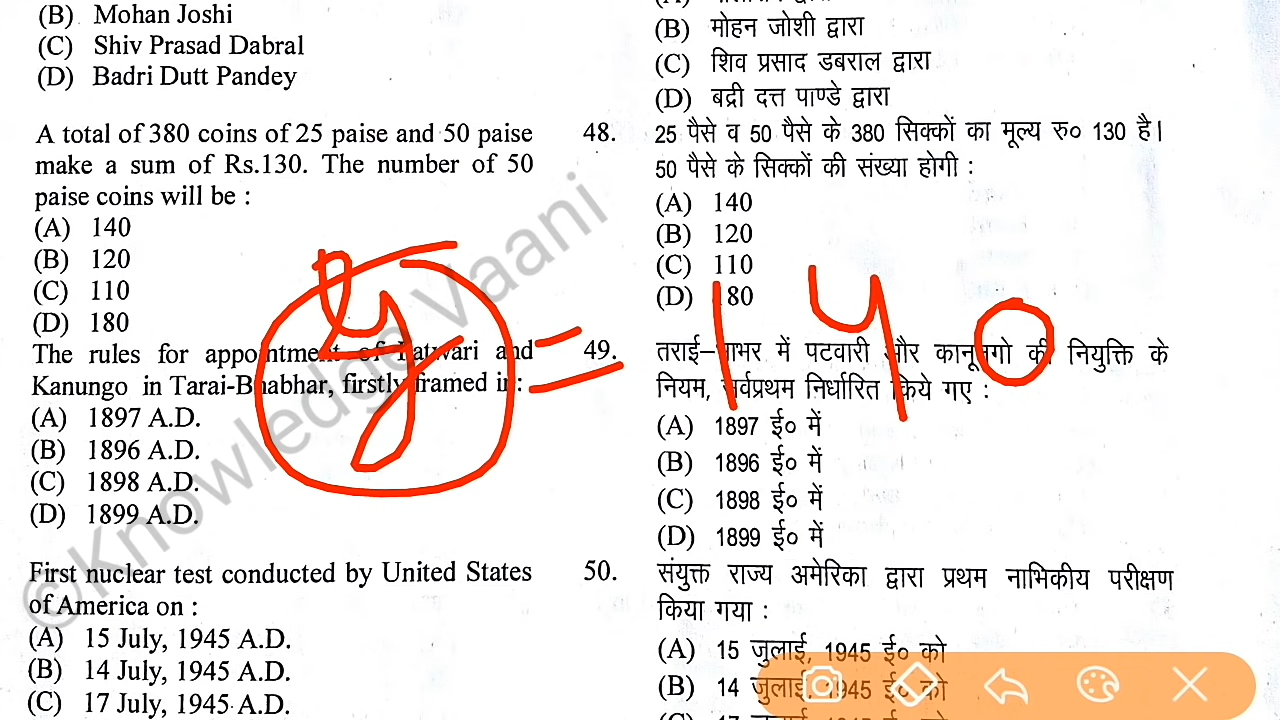 (B) Mohan Joshi
(C) Shiv Prasad Dabral
(D) Badri Dutt Pandey
A total of 380 coins of 25 paise and 50 paise
make a sum of Rs.130. The number of 50
paise coins will be :
(A) 140
(B) 120
(C) 110
(D) 180
The rules for appointment of Patwari and
Kanungo in Tarai-Bhabhar, firstly framed in :
(A) 1897 A.D.
(B) 1896 A.D.
(C) 1898 A.D.
(D) 1899 A.D.
First nuclear test conducted by United States
of America on :
(A) 15 July, 1945 A.D.
(B) 14 July, 1945 A.D.
(C) 17 July, 1945 A.D.
(B) मोहन जोशी द्वारा
(C) शिव प्रसाद डबराल द्वारा
(D) बद्री दत्त पाण्डे द्वारा
48. 25 पैसे व 50 पैसे के 380 सिक्कों का मूल्य रु० 130 है।
50 पैसे के सिक्कों की संख्या होगी :
(A) 140
(B) 120
(C) 110
(D) 180
49. तराई–भाभर में पटवारी और कानूनगो की नियुक्ति के
नियम, सर्वप्रथम निर्धारित किये गए :
(A) 1897 ई० में
(B) 1896 ई० में
(C) 1898 ई० में
(D) 1899 ई० में
50. संयुक्त राज्य अमेरिका द्वारा प्रथम नाभिकीय परीक्षण
किया गया :
(A) 15 जुलाई, 1945 ई० को
(B) 14 जुलाई, 1945 ई० को
y = 140
©Knowledge Vaani